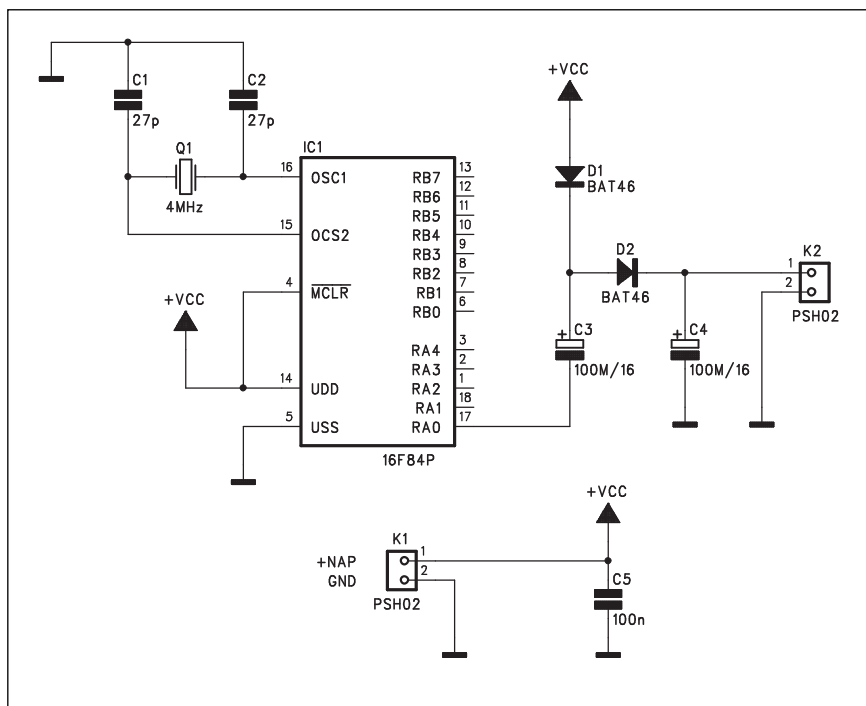 C1
27p
C2
27p
Q1
4MHz
IC1
16
OSC1
15
OCS2
4
MCLR
+VCC
14
UDD
5
USS
RB7
13
RB6
12
RB5
11
RB4
10
RB3
9
RB2
8
RB1
7
RB0
6
RA4
3
RA3
2
RA2
1
RA1
18
RA0
17
16F84P
+VCC
D1
BAT46
D2
BAT46
+
C3
100M/16
+
C4
100M/16
K2
1
2
PSH02
+VCC
K1
+NAP
1
GND
2
PSH02
C5
100n